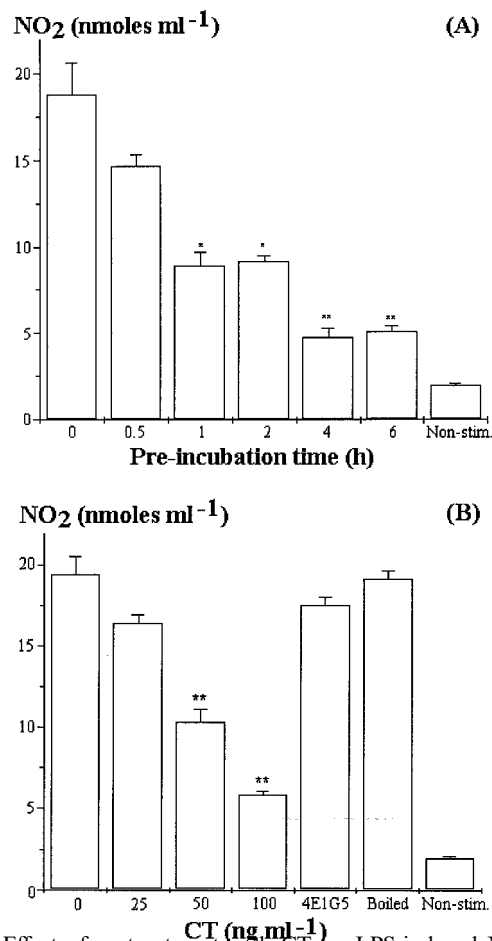 NO2 (nmoles ml-1)
(A)
20
15
10
5
0
*
*
**
**
0 0.5 1 2 4 6 Non-stim.
Pre-incubation time (h)
NO2 (nmoles ml-1)
(B)
20
15
10
5
0
**
**
0 25 50 100 4E1G5 Boiled Non-stim.
CT (ng ml-1)